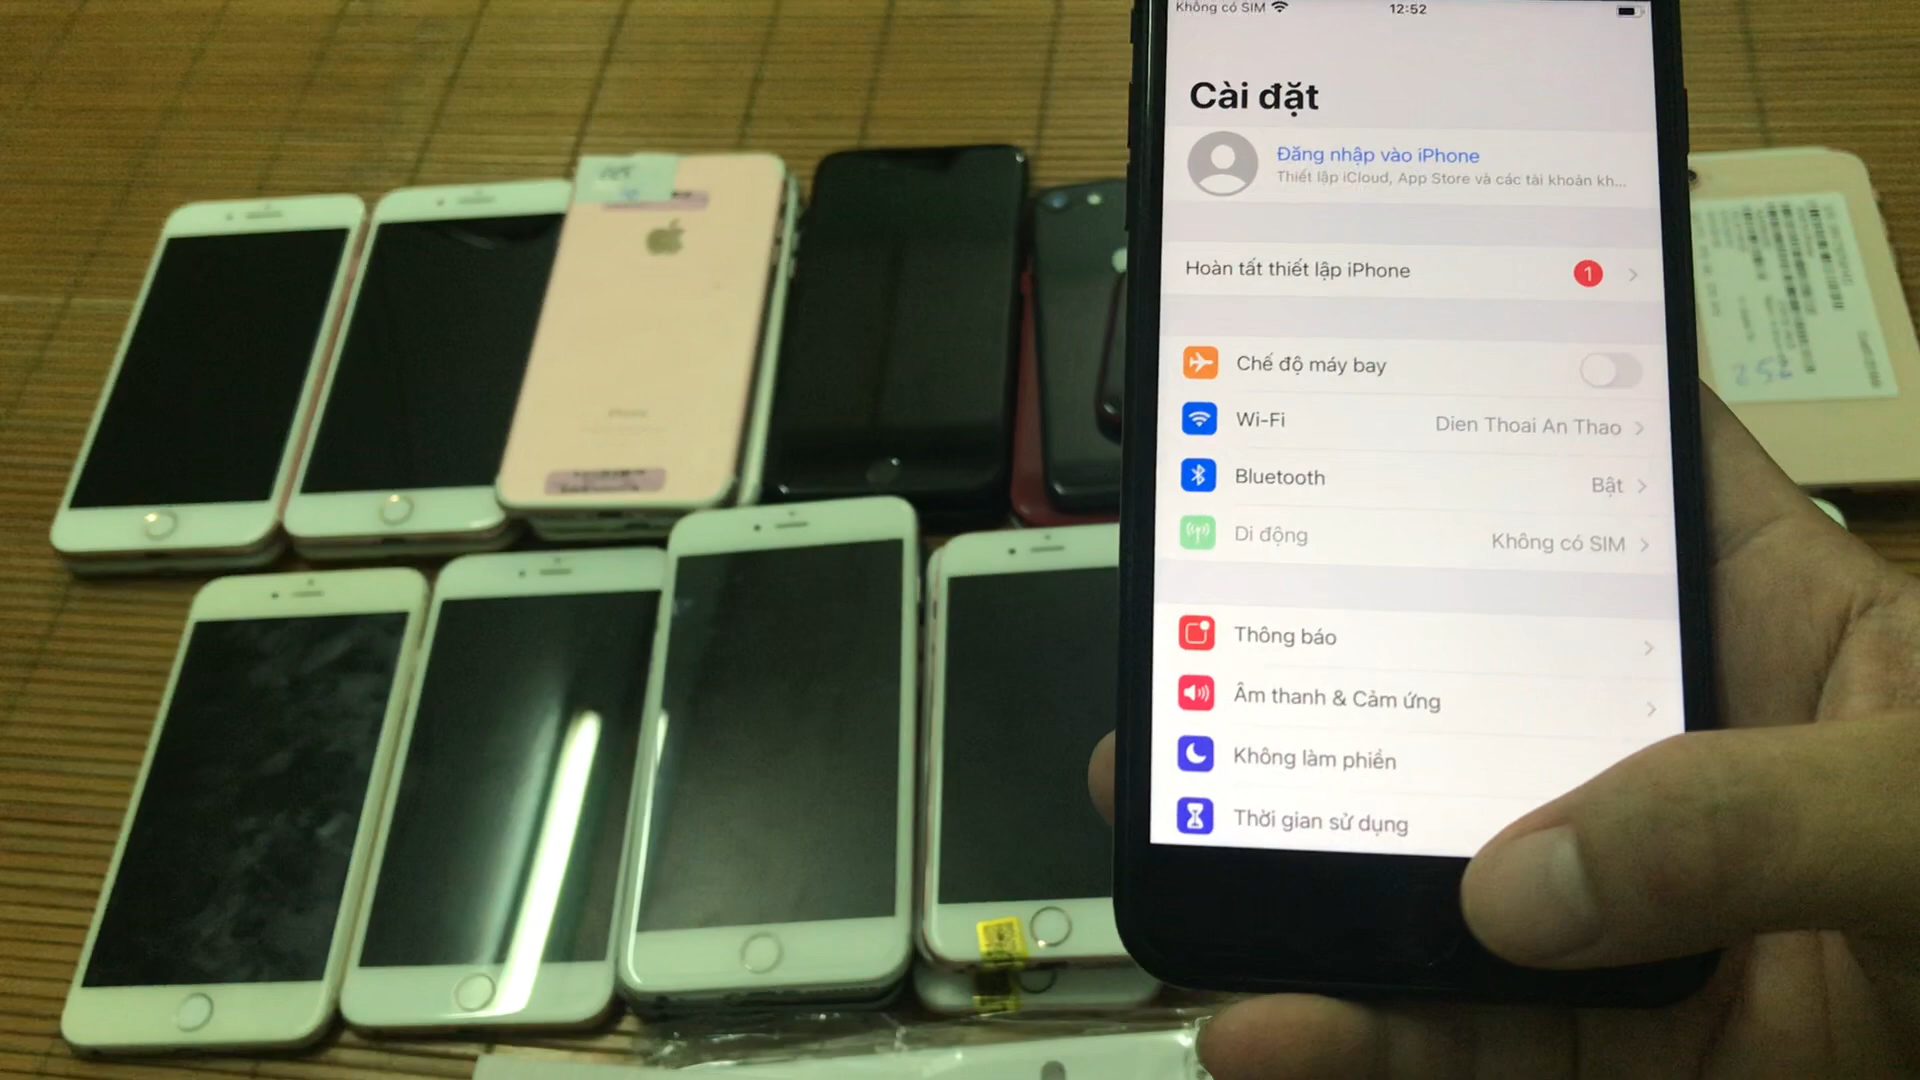 Không có SIM
12:52
Cài đặt
Đăng nhập vào iPhone
Thiết lập iCloud, App Store và các tài khoản kh...
Hoàn tất thiết lập iPhone
1
Chế độ máy bay
Wi-Fi
Dien Thoai An Thao
Bluetooth
Bật
Di động
Không có SIM
Thông báo
Âm thanh & Cảm ứng
Không làm phiền
Thời gian sử dụng
iPhone
252